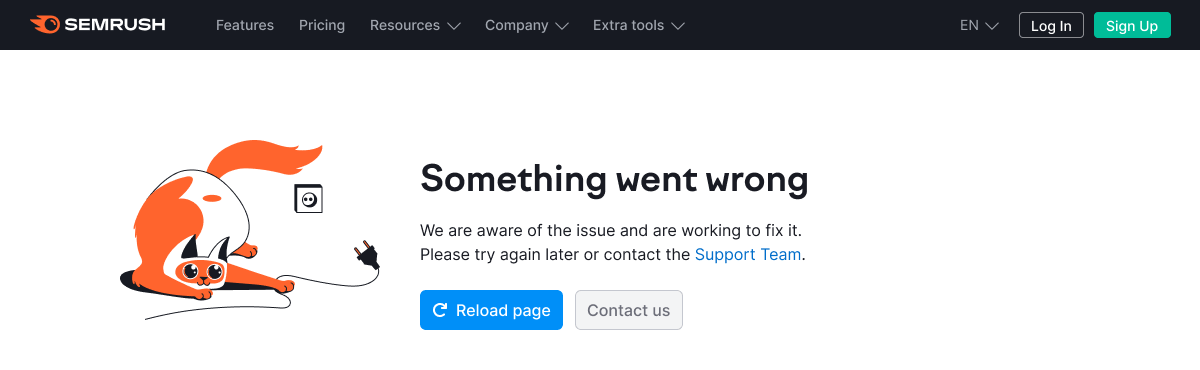 SEMRUSH Features Pricing Resources Company Extra tools EN Log In Sign Up
Something went wrong
We are aware of the issue and are working to fix it.
Please try again later or contact the Support Team.
Reload page Contact us